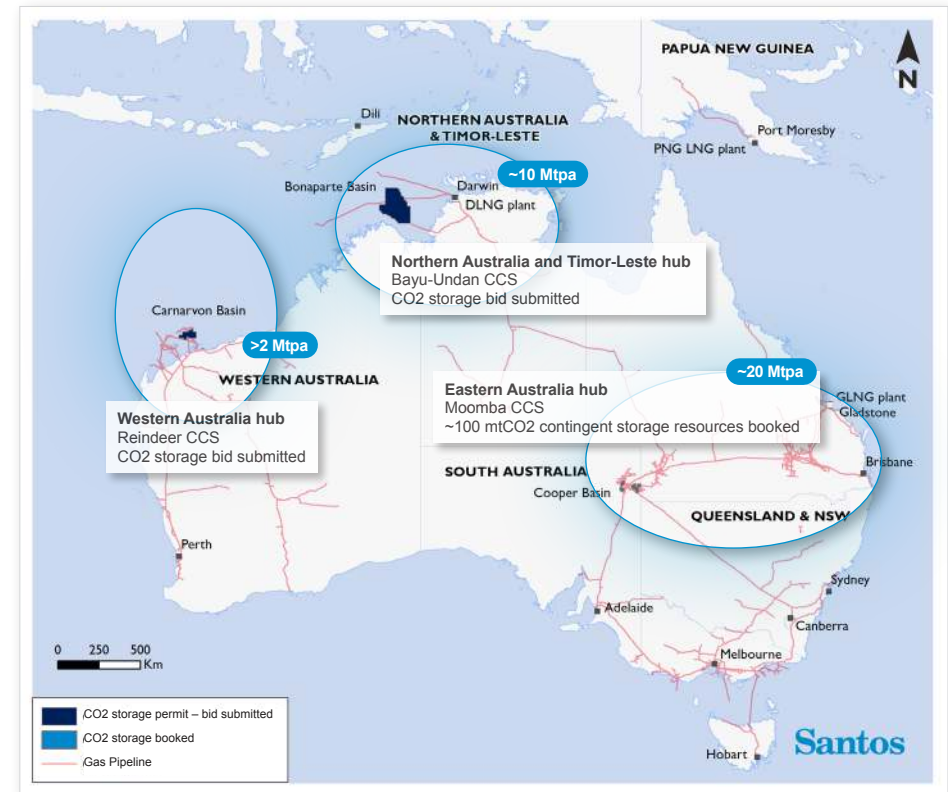 PAPUA NEW GUINEA
N
Dili
NORTHERN AUSTRALIA
& TIMOR-LESTE
Port Moresby
PNG LNG plant
~10 Mtpa
Bonaparte Basin
Darwin
DLNG plant
Northern Australia and Timor-Leste hub
Bayu-Undan CCS
CO2 storage bid submitted
Carnarvon Basin
>2 Mtpa
WESTERN AUSTRALIA
~20 Mtpa
Eastern Australia hub
Moomba CCS
~100 mtCO2 contingent storage resources booked
GLNG plant
Gladstone
Western Australia hub
Reindeer CCS
CO2 storage bid submitted
SOUTH AUSTRALIA
Brisbane
Cooper Basin
QUEENSLAND & NSW
Perth
Sydney
Adelaide
Canberra
0 250 500
Km
Melbourne
CO2 storage permit – bid submitted
CO2 storage booked
Gas Pipeline
Hobart
Santos